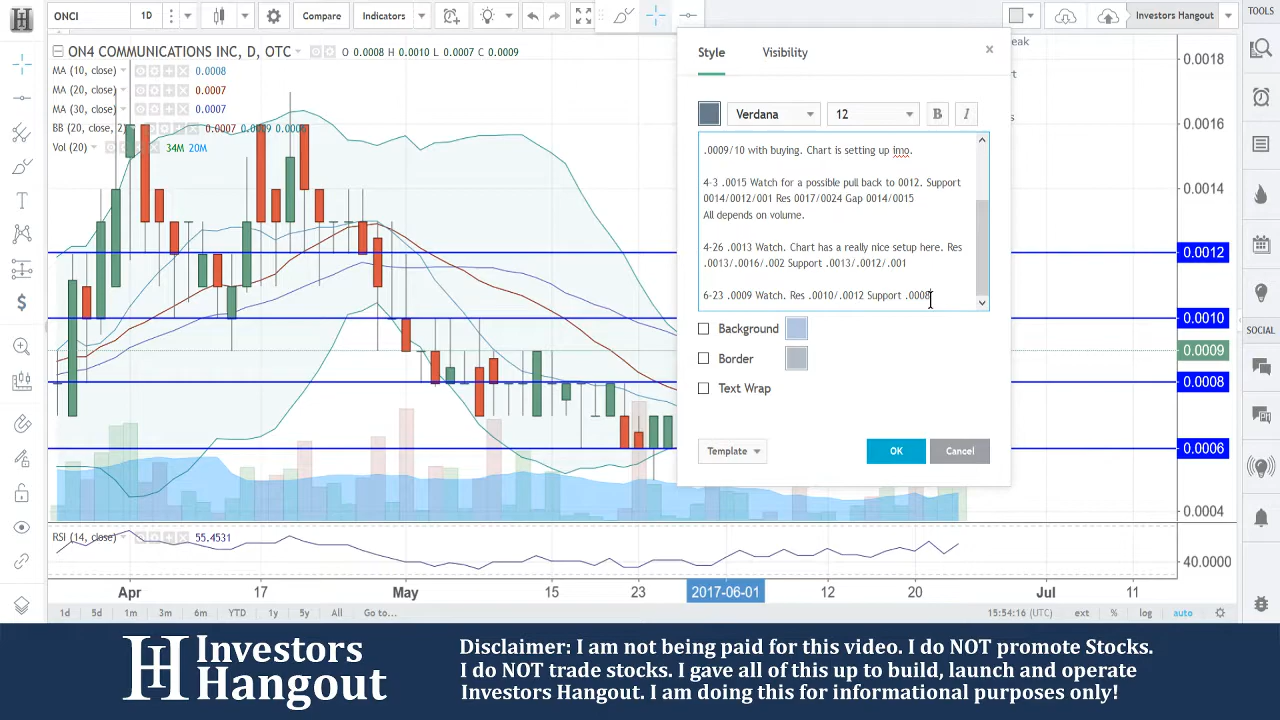 ONCI
1D
Compare
Indicators
Investors Hangout
TOOLS
ON4 COMMUNICATIONS INC, D, OTC
O 0.0008 H 0.0010 L 0.0007 C 0.0009
MA (10, close)
0.0008
MA (20, close)
0.0007
MA (30, close)
0.0007
BB (20, close, 2)
0.0007 0.0009 0.0006
Vol (20)
34M 20M
Style
Visibility
×
Verdana
12
B
I
.0009/10 with buying. Chart is setting up imo.
4-3 .0015 Watch for a possible pull back to 0012. Support
0014/0012/001 Res 0017/0024 Gap 0014/0015
All depends on volume.
4-26 .0013 Watch. Chart has a really nice setup here. Res
.0013/.0016/.002 Support .0013/.0012/.001
6-23 .0009 Watch. Res .0010/.0012 Support .0008
Background
Border
Text Wrap
Template
OK
Cancel
0.0018
0.0016
0.0014
0.0012
0.0010
0.0009
0.0008
0.0006
0.0004
SOCIAL
RSI (14, close)
55.4531
40.0000
Apr
17
May
15
23
2017-06-01
12
20
Jul
11
1d
5d
1m
3m
6m
YTD
1y
5y
All
Go to...
15:54:16 (UTC)
ext
%
log
auto
Investors
Hangout
Disclaimer: I am not being paid for this video. I do NOT promote Stocks.
I do NOT trade stocks. I gave all of this up to build, launch and operate
Investors Hangout. I am doing this for informational purposes only!